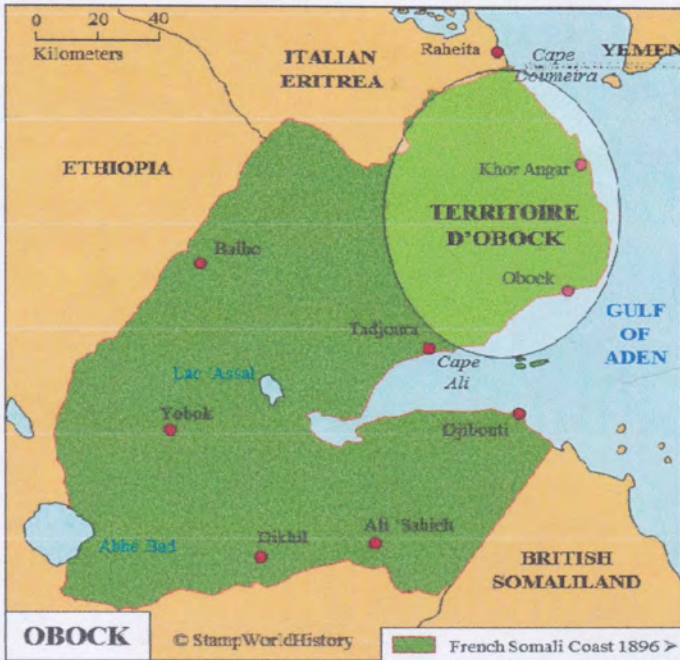 0 20 40
Kilometers
ITALIAN
ERITREA
Raheita
Cape
Doumeira
YEMEN
ETHIOPIA
Khor Angar
TERRITOIRE
D'OBOCK
Balho
Obock
GULF
OF
ADEN
Tadjoura
Cape
Ali
Lac 'Assal
Yobok
Djibouti
Abhé Bad
Dikhil
Ali 'Sabieh
BRITISH
SOMALILAND
OBOCK
© StampWorldHistory
French Somali Coast 1896 >